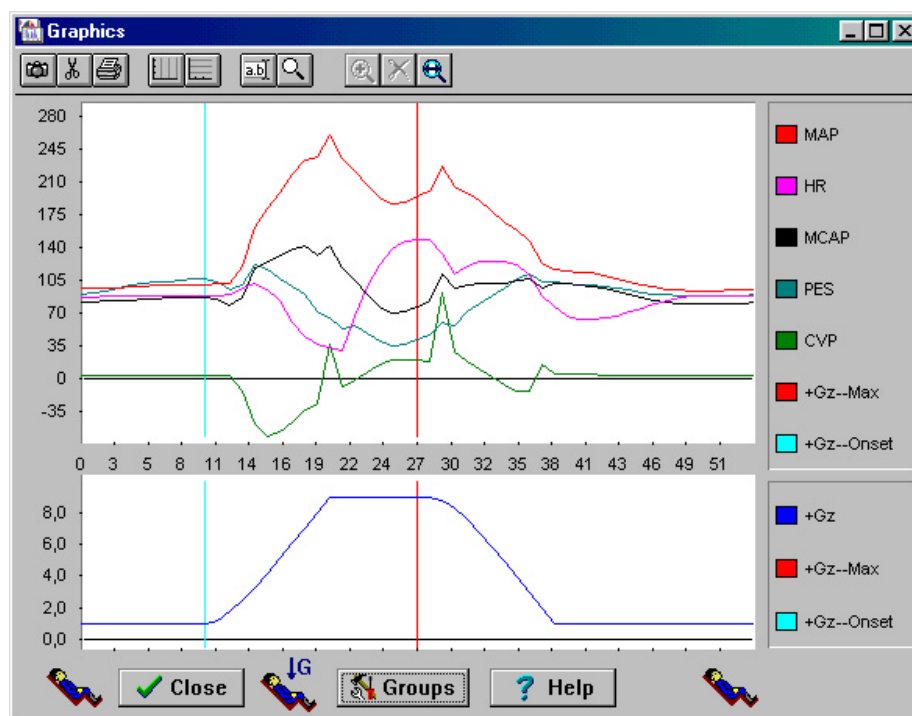 Graphics
a.b
280
245
210
175
140
105
70
35
0
-35
0 3 5 8 11 14 16 19 22 24 27 30 32 35 38 41 43 46 49 51
MAP
HR
MCAP
PES
CVP
+Gz--Max
+Gz--Onset
8,0
6,0
4,0
2,0
0,0
+Gz
+Gz--Max
+Gz--Onset
Close
G
Groups
? Help